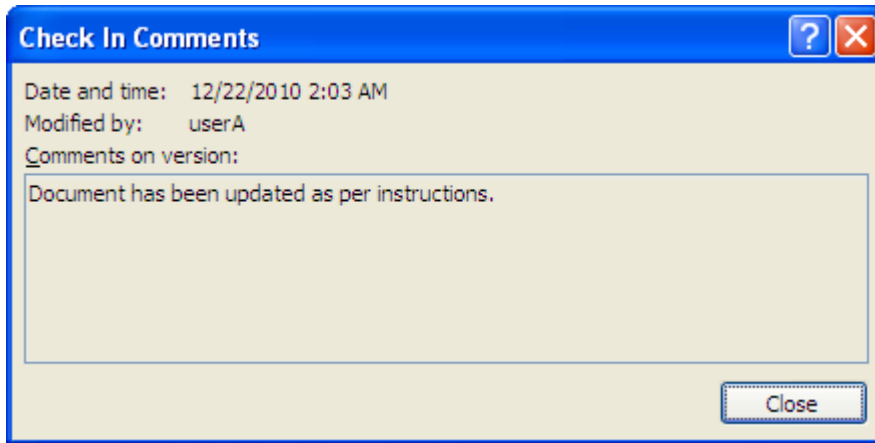 Check In Comments
?
Date and time: 12/22/2010 2:03 AM
Modified by: userA
Comments on version:
Document has been updated as per instructions.
Close